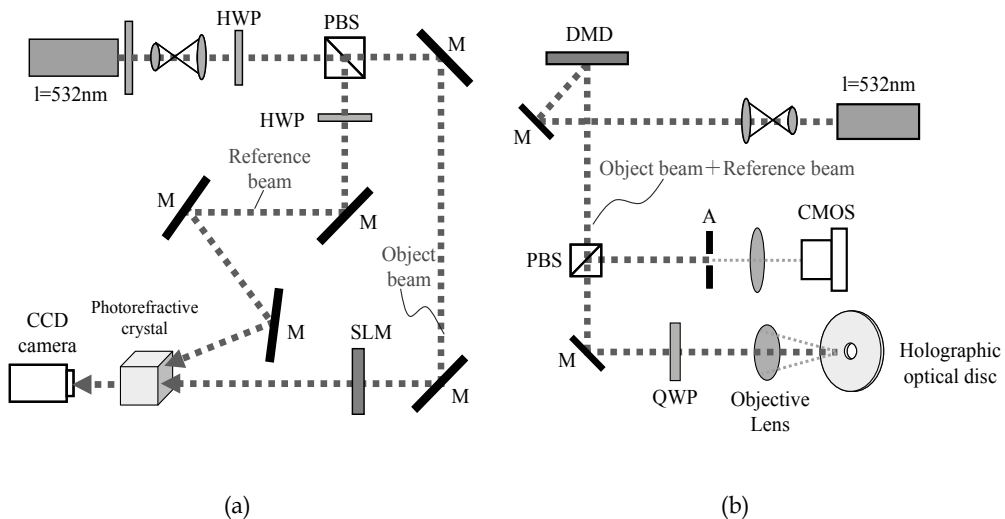 HWP
PBS
M
l=532nm
HWP
Reference
beam
M
M
Object
beam
Photorefractive
crystal
CCD
camera
M
SLM
M
(a)
DMD
l=532nm
M
Object beam+Reference beam
A
CMOS
PBS
M
QWP
Objective
Lens
Holographic
optical disc
(b)